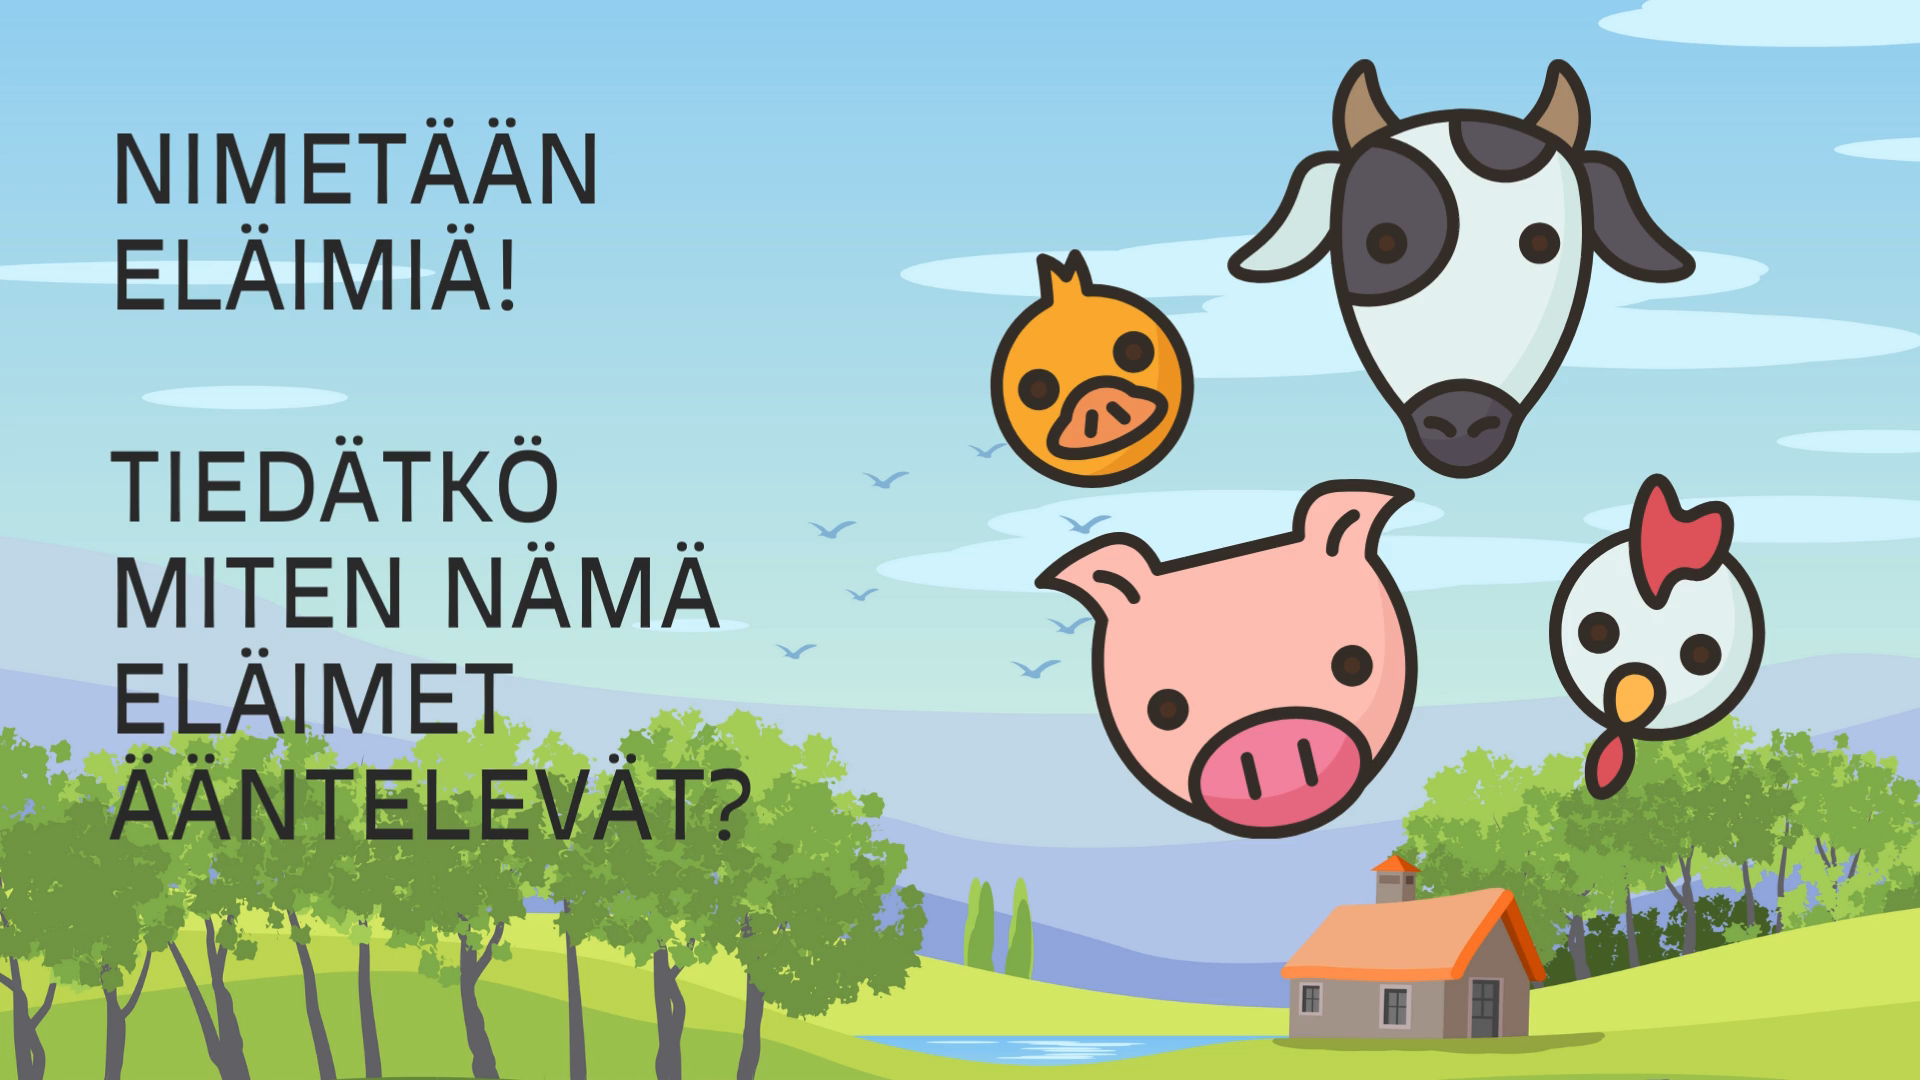 NIMETÄÄN
ELÄIMIÄ!
TIEDÄTKÖ
MITEN NÄMÄ
ELÄIMET
ÄÄNTELEVÄT?